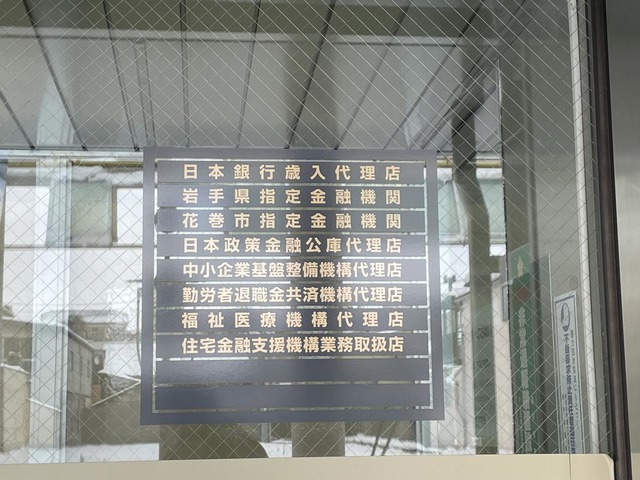 日本銀行歳入代理店
岩手県指定金融機関
花巻市指定金融機関
日本政策金融公庫代理店
中小企業基盤整備機構代理店
勤労者退職金共済機構代理店
福祉医療機構代理店
住宅金融支援機構業務取扱店